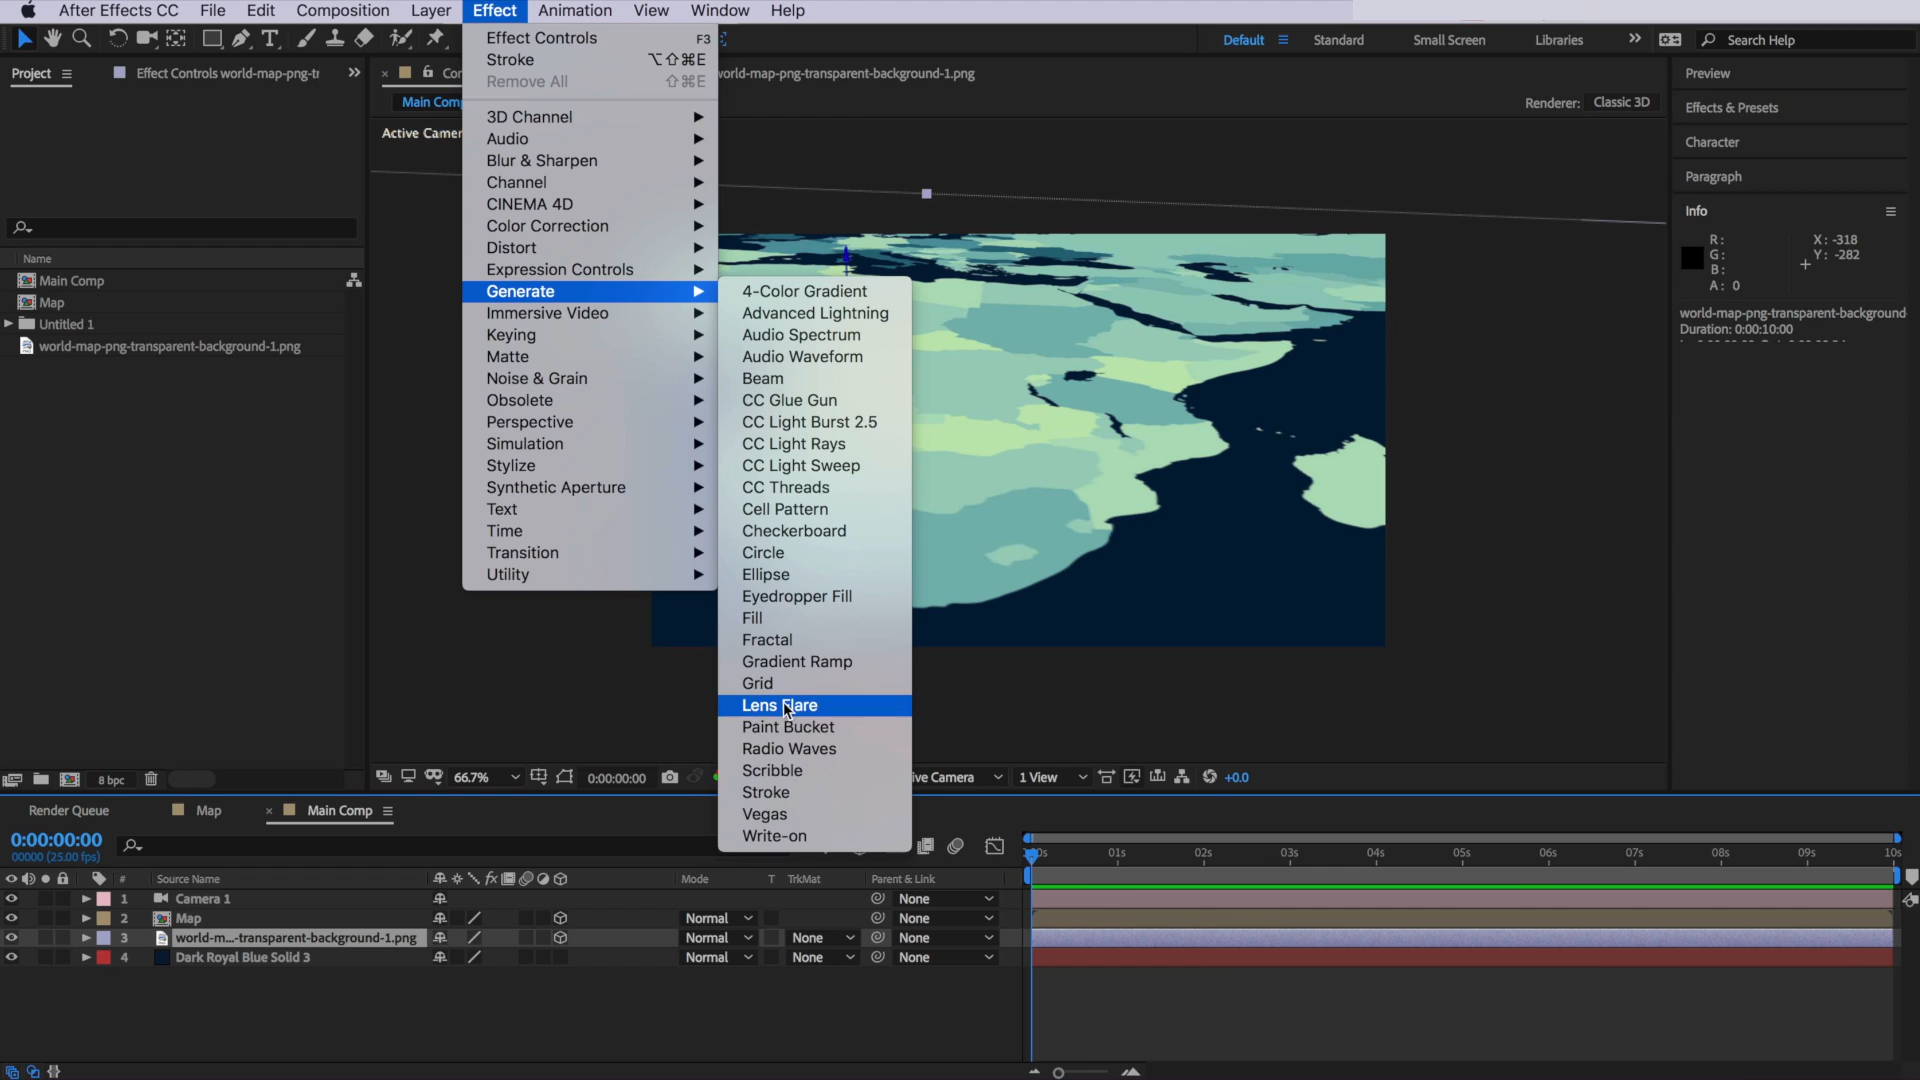 After Effects CC File Edit Composition Layer Effect Animation View Window Help
Default Standard Small Screen Libraries Search Help
Project Effect Controls world-map-png-tr
world-map-png-transparent-background-1.png
Main Comp
Renderer: Classic 3D
Active Camer
Effect Controls F3
Stroke ⌥⇧⌘E
Remove All ⇧⌘E
3D Channel
Audio
Blur & Sharpen
Channel
CINEMA 4D
Color Correction
Distort
Expression Controls
Generate
Immersive Video
Keying
Matte
Noise & Grain
Obsolete
Perspective
Simulation
Stylize
Synthetic Aperture
Text
Time
Transition
Utility
4-Color Gradient
Advanced Lightning
Audio Spectrum
Audio Waveform
Beam
CC Glue Gun
CC Light Burst 2.5
CC Light Rays
CC Light Sweep
CC Threads
Cell Pattern
Checkerboard
Circle
Ellipse
Eyedropper Fill
Fill
Fractal
Gradient Ramp
Grid
Lens Flare
Paint Bucket
Radio Waves
Scribble
Stroke
Vegas
Write-on
Name
Main Comp
Map
Untitled 1
world-map-png-transparent-background-1.png
8 bpc
Preview
Effects & Presets
Character
Paragraph
Info
R: X: -318
G: Y: -282
B:
A: 0
world-map-png-transparent-background
Duration: 0:00:10:00
66.7% 0:00:00:00 ive Camera 1 View +0.0
Render Queue Map Main Comp
0:00:00:00
00000 (25.00 fps)
# Source Name Mode T TrkMat Parent & Link
0s 01s 02s 03s 04s 05s 06s 07s 08s 09s 10s
1 Camera 1 None
2 Map Normal None
3 world-m...-transparent-background-1.png Normal None None
4 Dark Royal Blue Solid 3 Normal None None